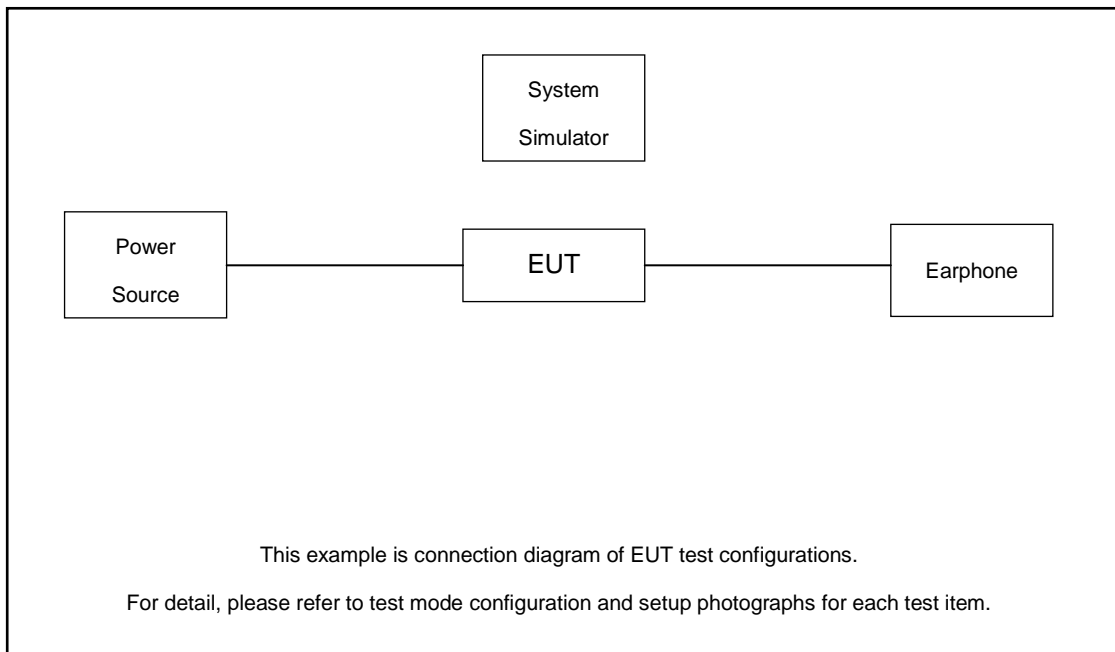 System
Simulator
Power
Source
EUT
Earphone
This example is connection diagram of EUT test configurations.
For detail, please refer to test mode configuration and setup photographs for each test item.